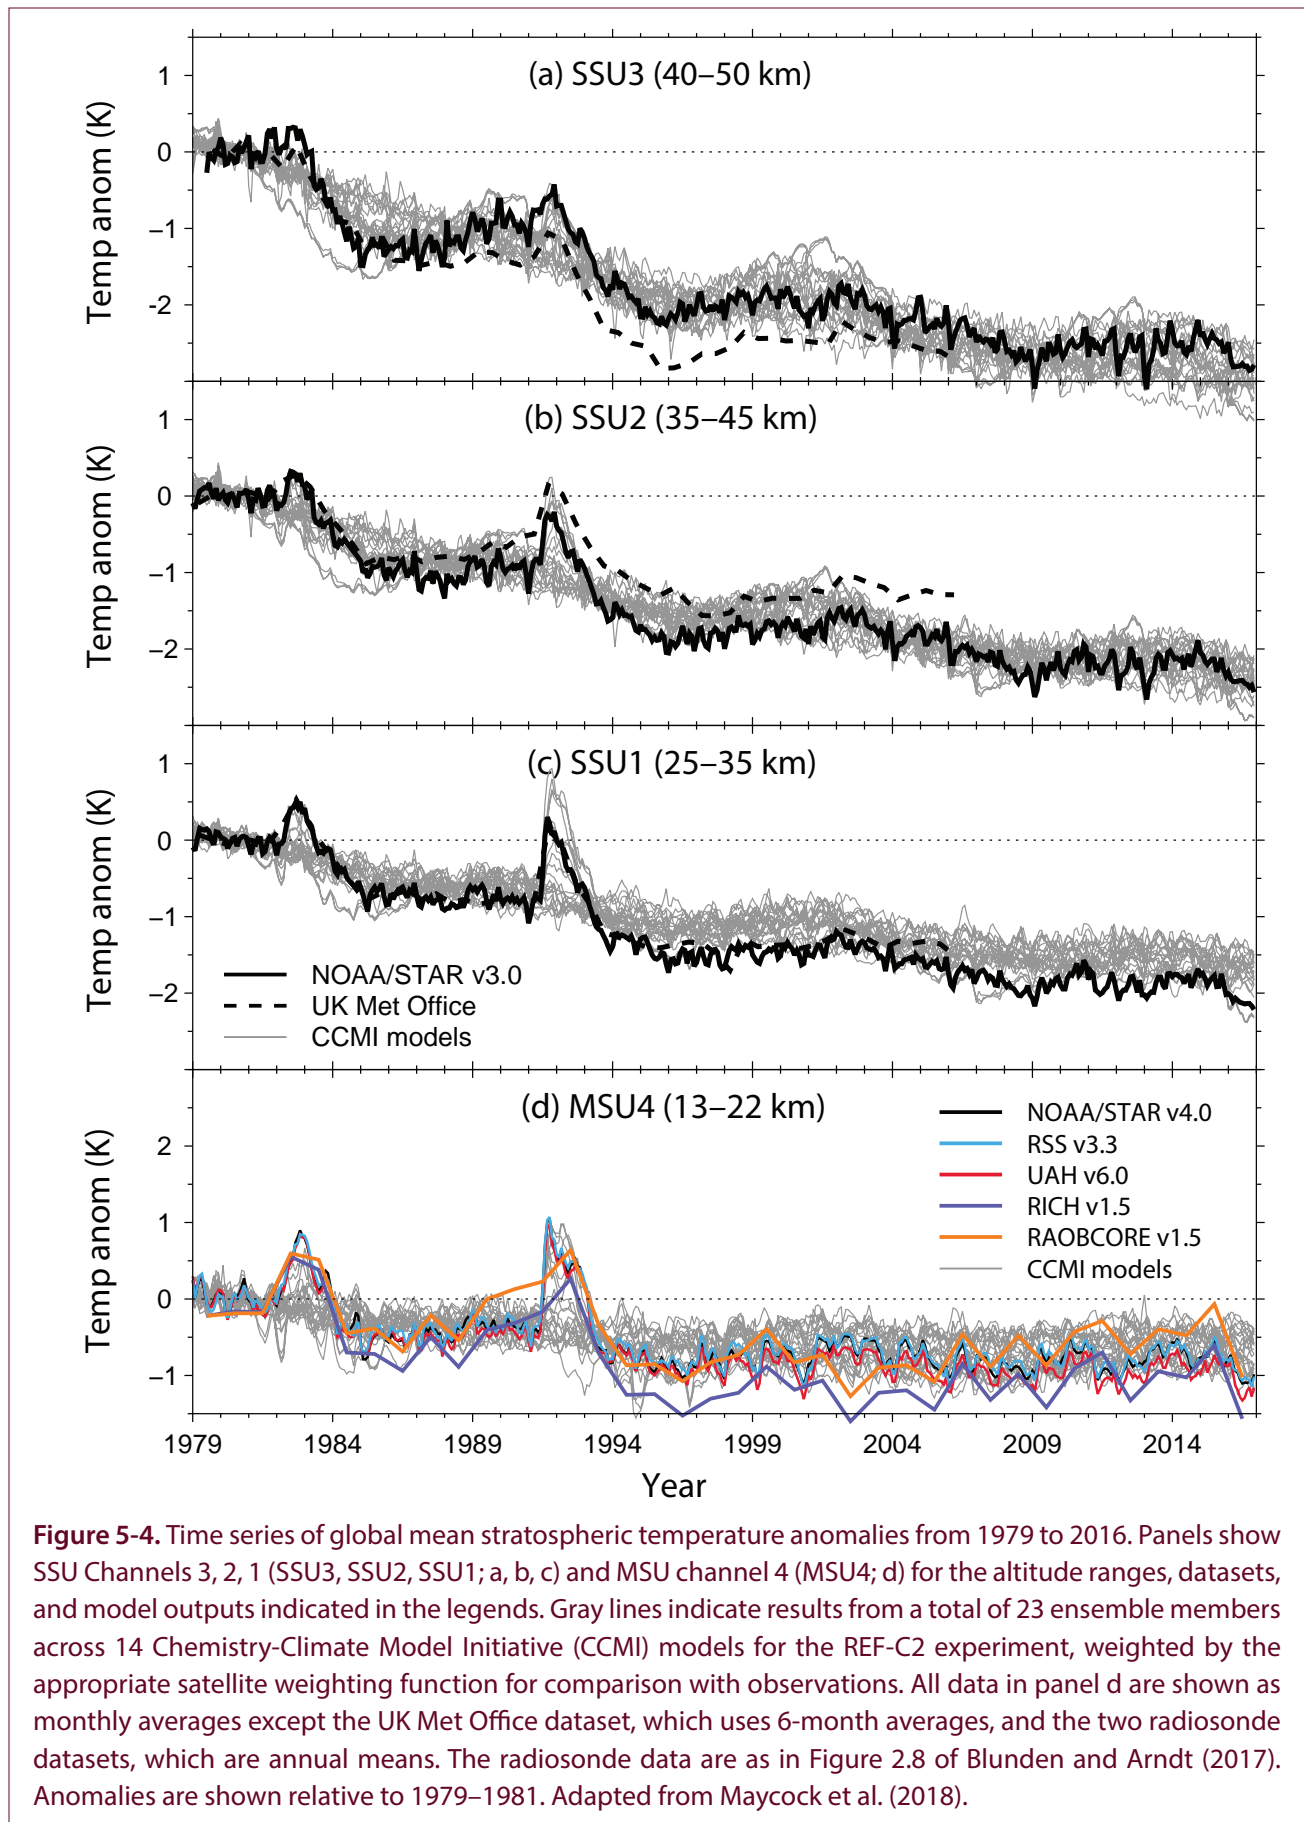 (a) SSU3 (40–50 km)
Temp anom (K)
1
0
−1
-2
(b) SSU2 (35–45 km)
Temp anom (K)
1
0
−1
−2
(c) SSU1 (25–35 km)
Temp anom (K)
1
0
−1
−2
NOAA/STAR v3.0
UK Met Office
CCMI models
(d) MSU4 (13–22 km)
Temp anom (K)
2
1
0
−1
NOAA/STAR v4.0
RSS v3.3
UAH v6.0
RICH v1.5
RAOBCORE v1.5
CCMI models
1979 1984 1989 1994 1999 2004 2009 2014
Year
Figure 5-4. Time series of global mean stratospheric temperature anomalies from 1979 to 2016. Panels show
SSU Channels 3, 2, 1 (SSU3, SSU2, SSU1; a, b, c) and MSU channel 4 (MSU4; d) for the altitude ranges, datasets,
and model outputs indicated in the legends. Gray lines indicate results from a total of 23 ensemble members
across 14 Chemistry-Climate Model Initiative (CCMI) models for the REF-C2 experiment, weighted by the
appropriate satellite weighting function for comparison with observations. All data in panel d are shown as
monthly averages except the UK Met Office dataset, which uses 6-month averages, and the two radiosonde
datasets, which are annual means. The radiosonde data are as in Figure 2.8 of Blunden and Arndt (2017).
Anomalies are shown relative to 1979–1981. Adapted from Maycock et al. (2018).